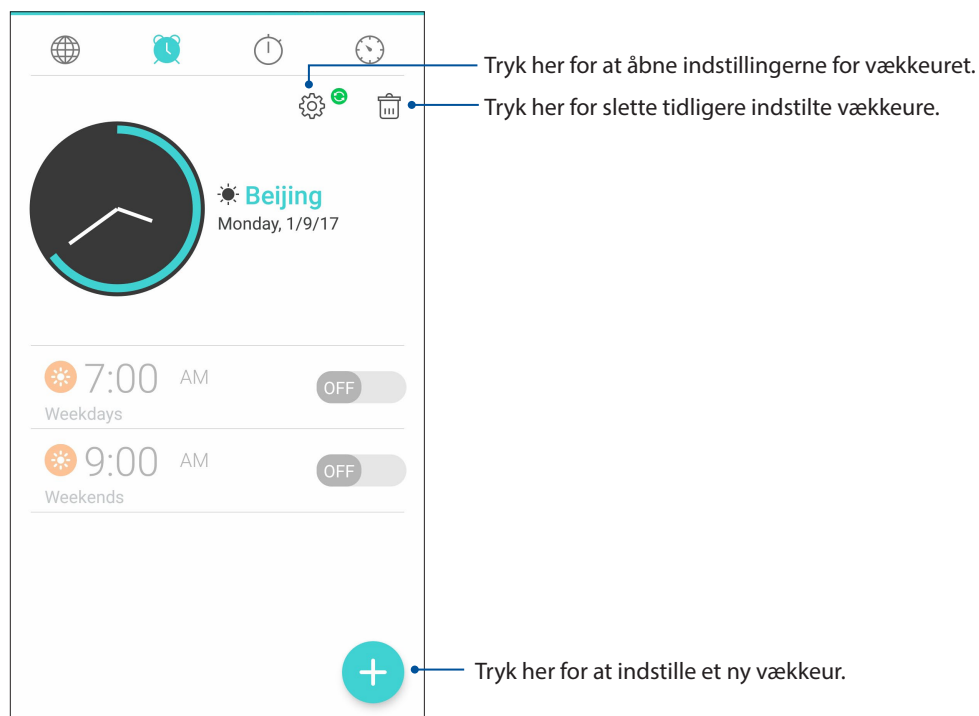 Tryk her for at åbne indstillingerne for vækkeuret.
Tryk her for slette tidligere indstilte vækkeure.
Beijing
Monday, 1/9/17
7:00 AM
OFF
Weekdays
9:00 AM
OFF
Weekends
Tryk her for at indstille et ny vækkeur.